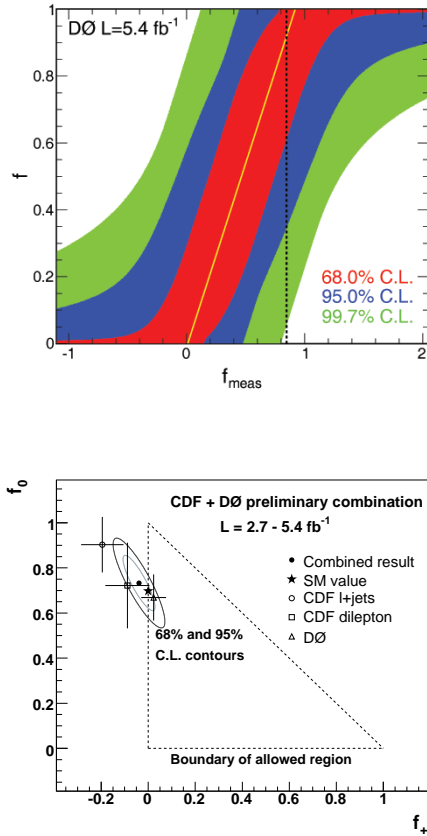 DØ L=5.4 fb⁻¹
1
0.8
0.6
0.4
0.2
0
f
68.0% C.L.
95.0% C.L.
99.7% C.L.
-1 0 1 2
f_meas
f_0
CDF + DØ preliminary combination
L = 2.7 - 5.4 fb⁻¹
1
0.8
0.6
0.4
0.2
0
Combined result
SM value
CDF l+jets
CDF dilepton
DØ
68% and 95%
C.L. contours
Boundary of allowed region
-0.2 0 0.2 0.4 0.6 0.8 1
f_+